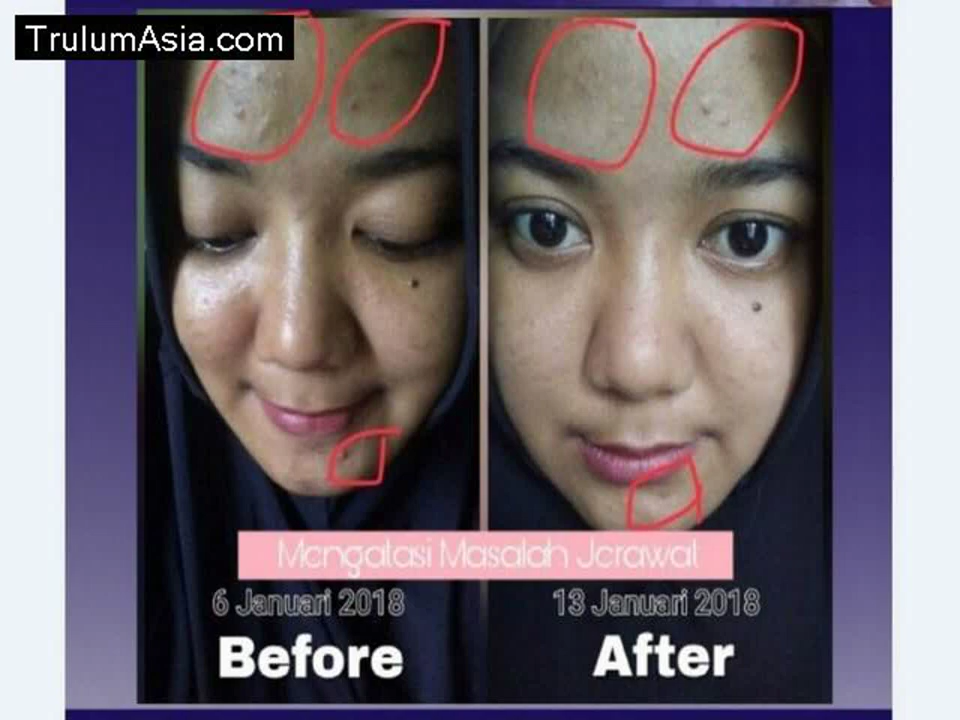 TrulumAsia.com
Mengatasi Masalah Jerawat
6 Januari 2018
13 Januari 2018
Before
After